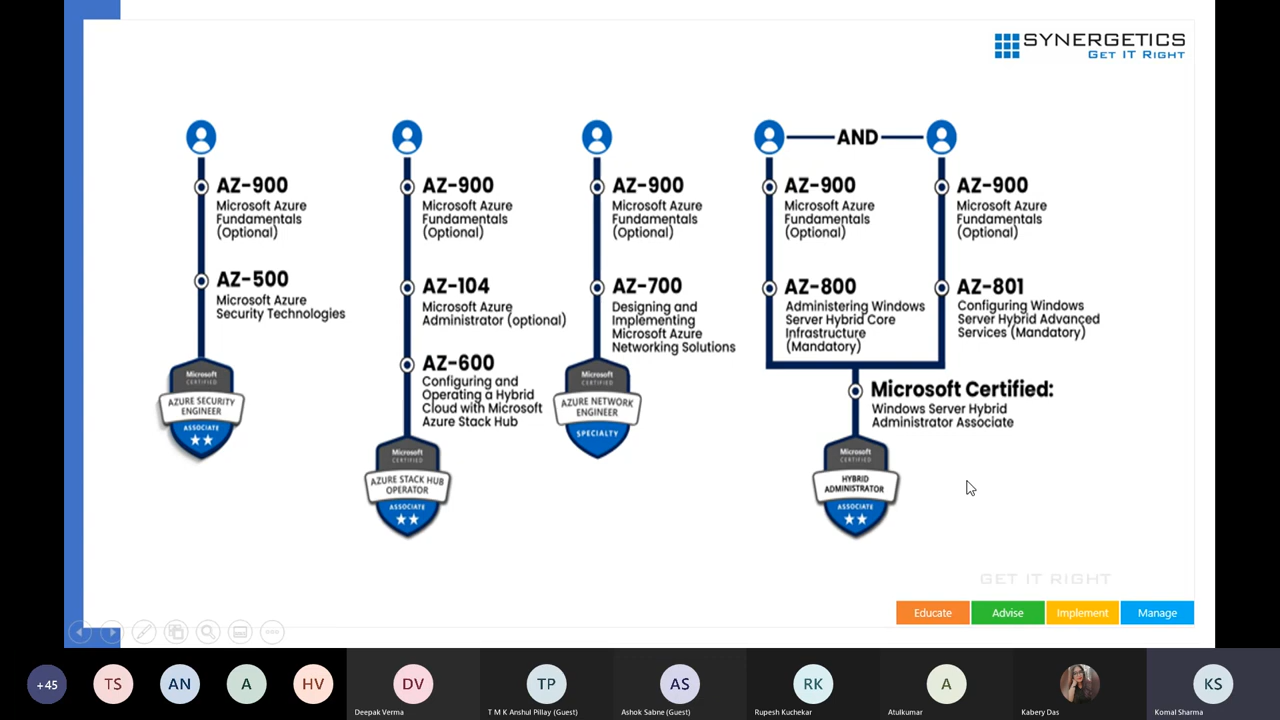 SYNERGETICS
GET IT RIGHT
AND
AZ-900
Microsoft Azure
Fundamentals
(Optional)
AZ-500
Microsoft Azure
Security Technologies
Microsoft
CERTIFIED
AZURE SECURITY
ENGINEER
ASSOCIATE
AZ-900
Microsoft Azure
Fundamentals
(Optional)
AZ-104
Microsoft Azure
Administrator (optional)
AZ-600
Configuring and
Operating a Hybrid
Cloud with Microsoft
Azure Stack Hub
Microsoft
CERTIFIED
AZURE STACK HUB
OPERATOR
ASSOCIATE
AZ-900
Microsoft Azure
Fundamentals
(Optional)
AZ-700
Designing and
Implementing
Microsoft Azure
Networking Solutions
Microsoft
CERTIFIED
AZURE NETWORK
ENGINEER
SPECIALTY
AZ-900
Microsoft Azure
Fundamentals
(Optional)
AZ-800
Administering Windows
Server Hybrid Core
Infrastructure
(Mandatory)
AZ-900
Microsoft Azure
Fundamentals
(Optional)
AZ-801
Configuring Windows
Server Hybrid Advanced
Services (Mandatory)
Microsoft Certified:
Windows Server Hybrid
Administrator Associate
Microsoft
CERTIFIED
HYBRID
ADMINISTRATOR
ASSOCIATE
GET IT RIGHT
Educate
Advise
Implement
Manage
+45
TS
AN
A
HV
DV
Deepak Verma
TP
T M K Anshul Pillay (Guest)
AS
Ashok Sabne (Guest)
RK
Rupesh Kuchekar
A
Atulkumar
Kabery Das
KS
Komal Sharma